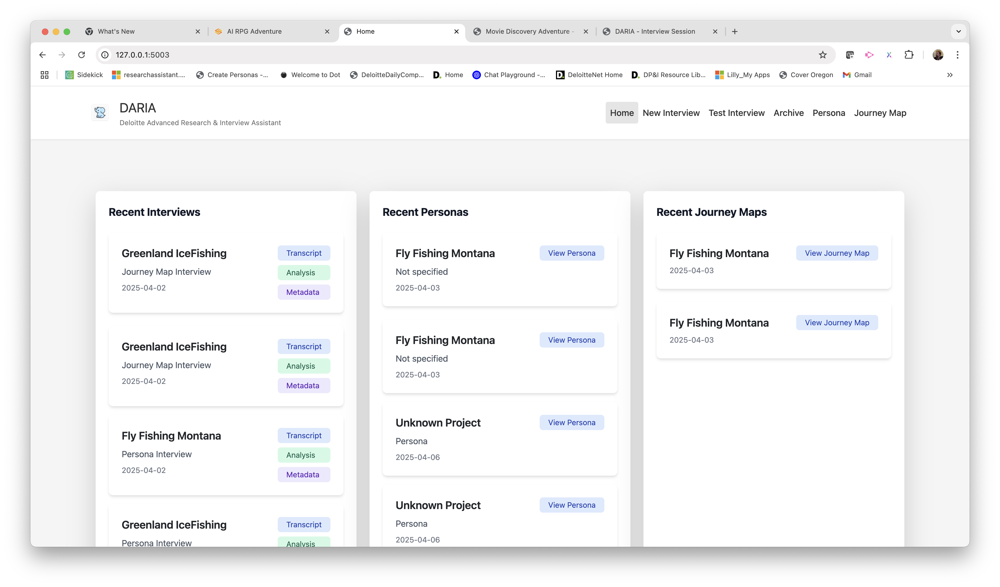 What's New
AI RPG Adventure
Home
Movie Discovery Adventure -
DARIA - Interview Session
127.0.0.1:5003
Sidekick
researchassistant....
Create Personas -...
Welcome to Dot
DeloitteDailyComp...
D. Home
Chat Playground -...
D. DeloitteNet Home
D. DP&I Resource Lib...
Lilly_My Apps
Cover Oregon
Gmail
DARIA
Deloitte Advanced Research & Interview Assistant
Home
New Interview
Test Interview
Archive
Persona
Journey Map
Recent Interviews
Greenland IceFishing
Journey Map Interview
2025-04-02
Transcript
Analysis
Metadata
Greenland IceFishing
Journey Map Interview
2025-04-02
Transcript
Analysis
Metadata
Fly Fishing Montana
Persona Interview
2025-04-02
Transcript
Analysis
Metadata
Greenland IceFishing
Persona Interview
Transcript
Analysis
Recent Personas
Fly Fishing Montana
Not specified
2025-04-03
View Persona
Fly Fishing Montana
Not specified
2025-04-03
View Persona
Unknown Project
Persona
2025-04-06
View Persona
Unknown Project
Persona
2025-04-06
View Persona
Recent Journey Maps
Fly Fishing Montana
2025-04-03
View Journey Map
Fly Fishing Montana
2025-04-03
View Journey Map